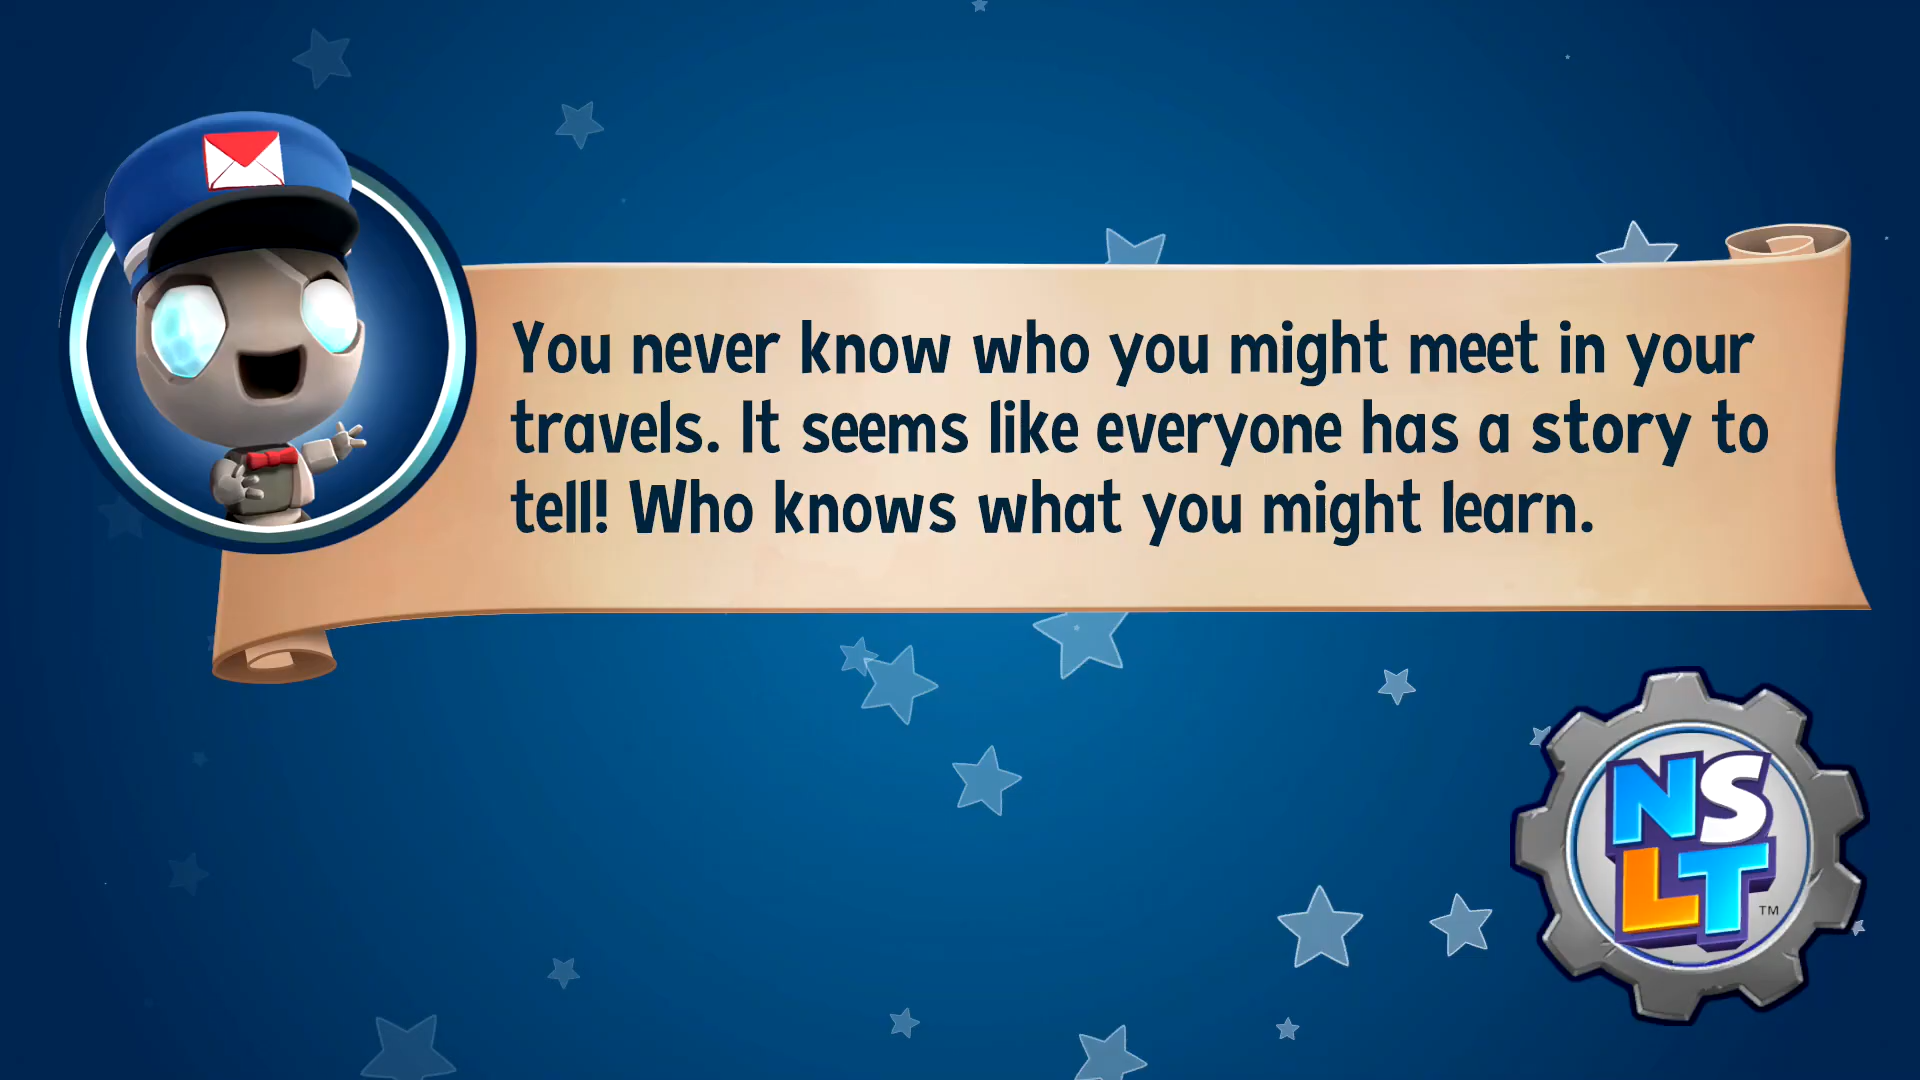 You never know who you might meet in your
travels. It seems like everyone has a story to
tell! Who knows what you might learn.
NS
LT
TM